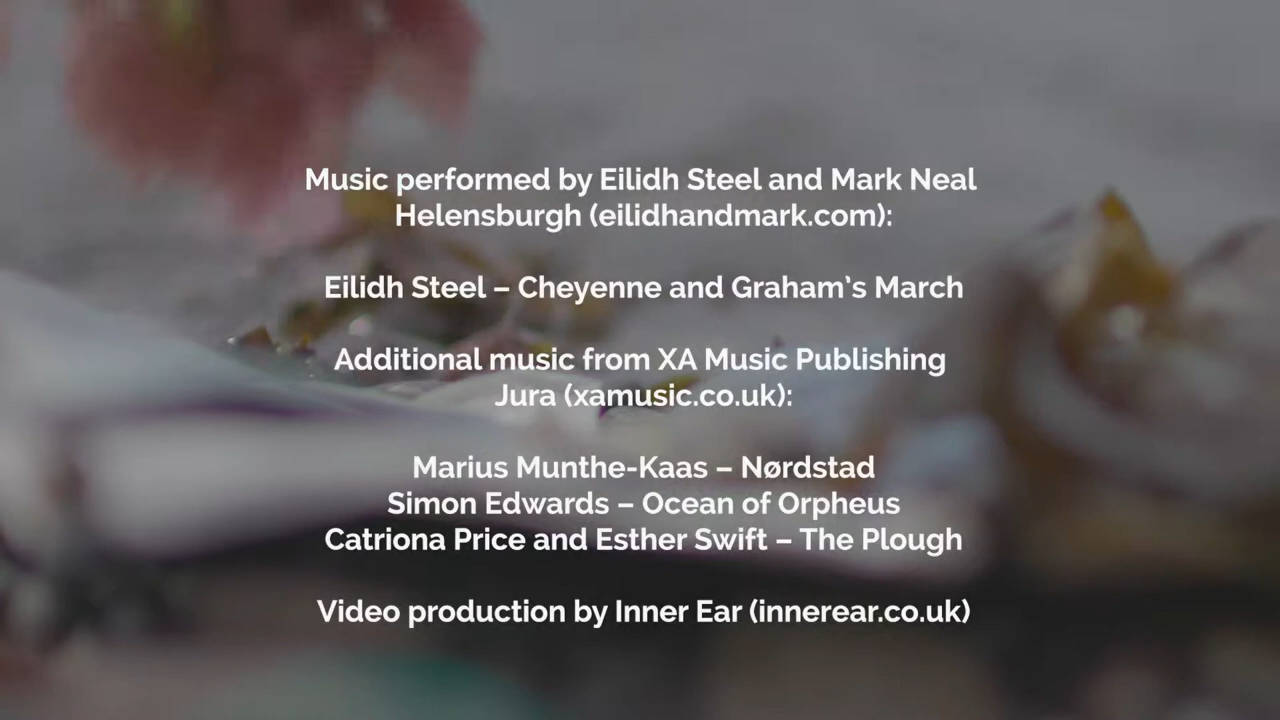 Music performed by Eilidh Steel and Mark Neal
Helensburgh (eilidhandmark.com):
Eilidh Steel – Cheyenne and Graham’s March
Additional music from XA Music Publishing
Jura (xamusic.co.uk):
Marius Munthe-Kaas – Nørdstad
Simon Edwards – Ocean of Orpheus
Catriona Price and Esther Swift – The Plough
Video production by Inner Ear (innerear.co.uk)